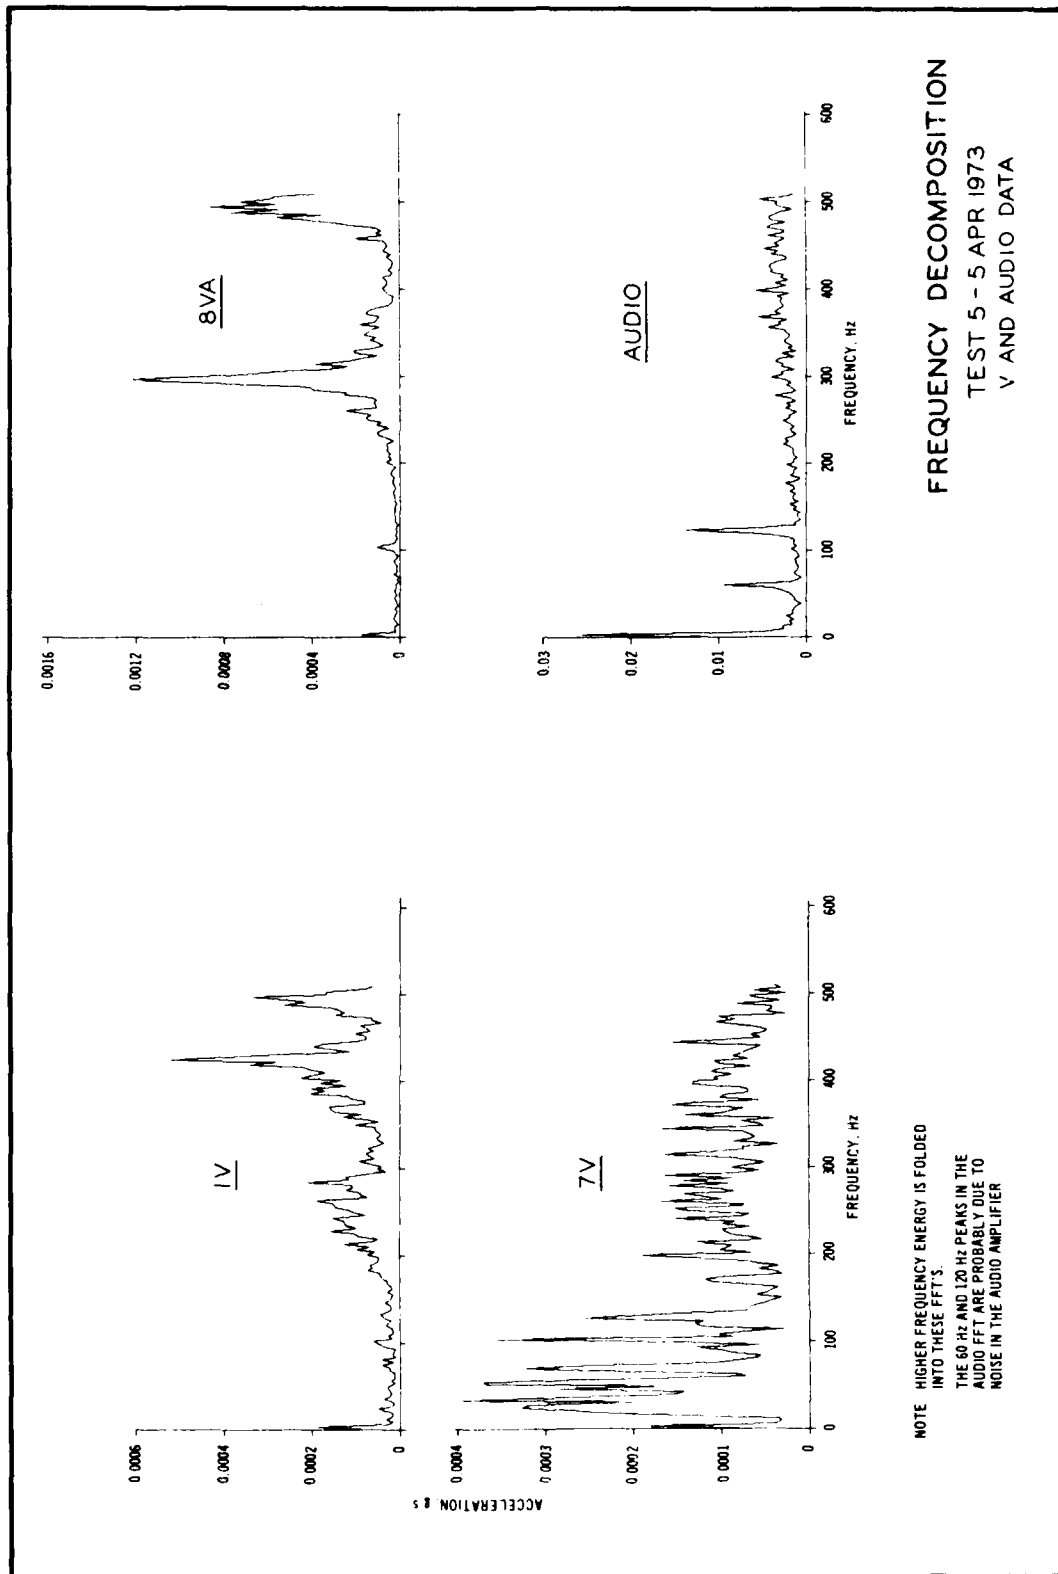 1V
0.0006
0.0004
0.0002
0
8VA
0.0016
0.0012
0.0008
0.0004
0
7V
ACCELERATION g's
0.0004
0.0003
0.0002
0.0001
0
0 100 200 300 400 500 600
FREQUENCY, Hz
AUDIO
0.03
0.02
0.01
0
0 100 200 300 400 500 600
FREQUENCY, Hz
NOTE HIGHER FREQUENCY ENERGY IS FOLDED
INTO THESE FFT'S.
THE 60 Hz AND 120 Hz PEAKS IN THE
AUDIO FFT ARE PROBABLY DUE TO
NOISE IN THE AUDIO AMPLIFIER
FREQUENCY DECOMPOSITION
TEST 5 - 5 APR 1973
V AND AUDIO DATA